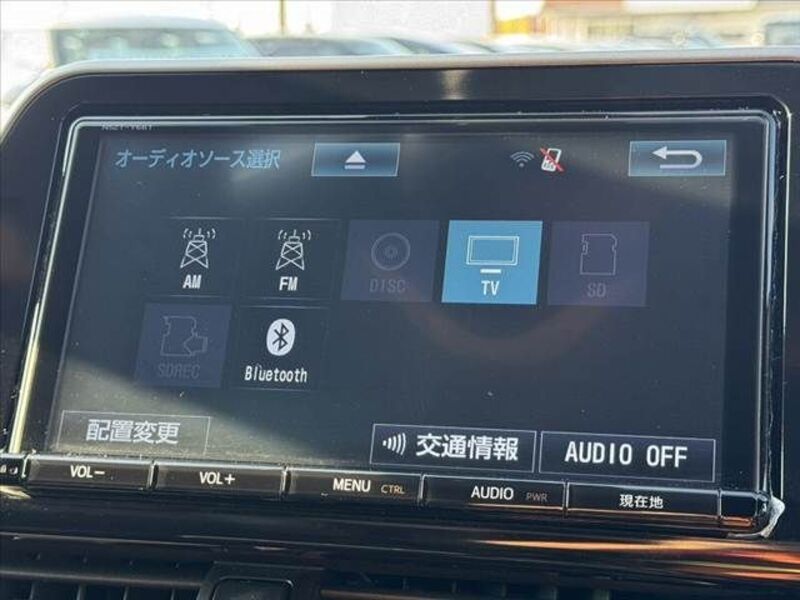 オーディオソース選択
AM
FM
DISC
TV
SD
SDREC
Bluetooth
配置変更
交通情報
AUDIO OFF
VOL−
VOL+
MENU CTRL
AUDIO PWR
現在地